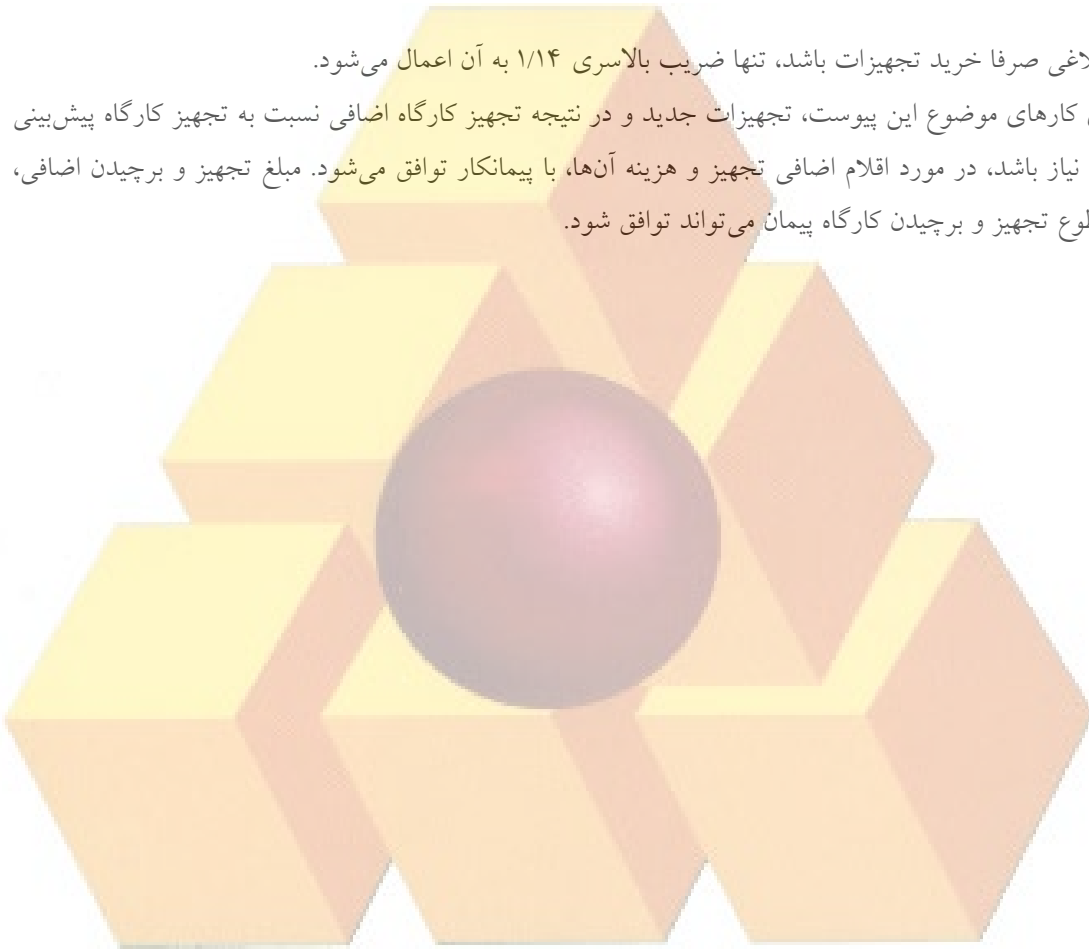 صرفا خرید تجهیزات باشد، تنها ضریب بالاسری ۱/۱۴ به آن اعمال می‌شود.
کارهای موضوع این پیوست، تجهیزات جدید و در نتیجه تجهیز کارگاه اضافی نسبت به تجهیز کارگاه پیش‌بینی
نیاز باشد، در مورد اقلام اضافی تجهیز و هزینه آن‌ها، با پیمانکار توافق می‌شود. مبلغ تجهیز و برچیدن اضافی،
تجهیز و برچیدن کارگاه پیمان می‌تواند توافق شود.